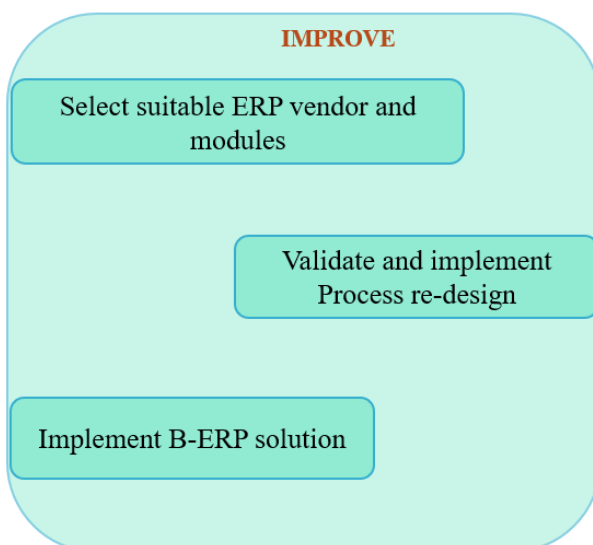 IMPROVE
Select suitable ERP vendor and
modules
Validate and implement
Process re-design
Implement B-ERP solution